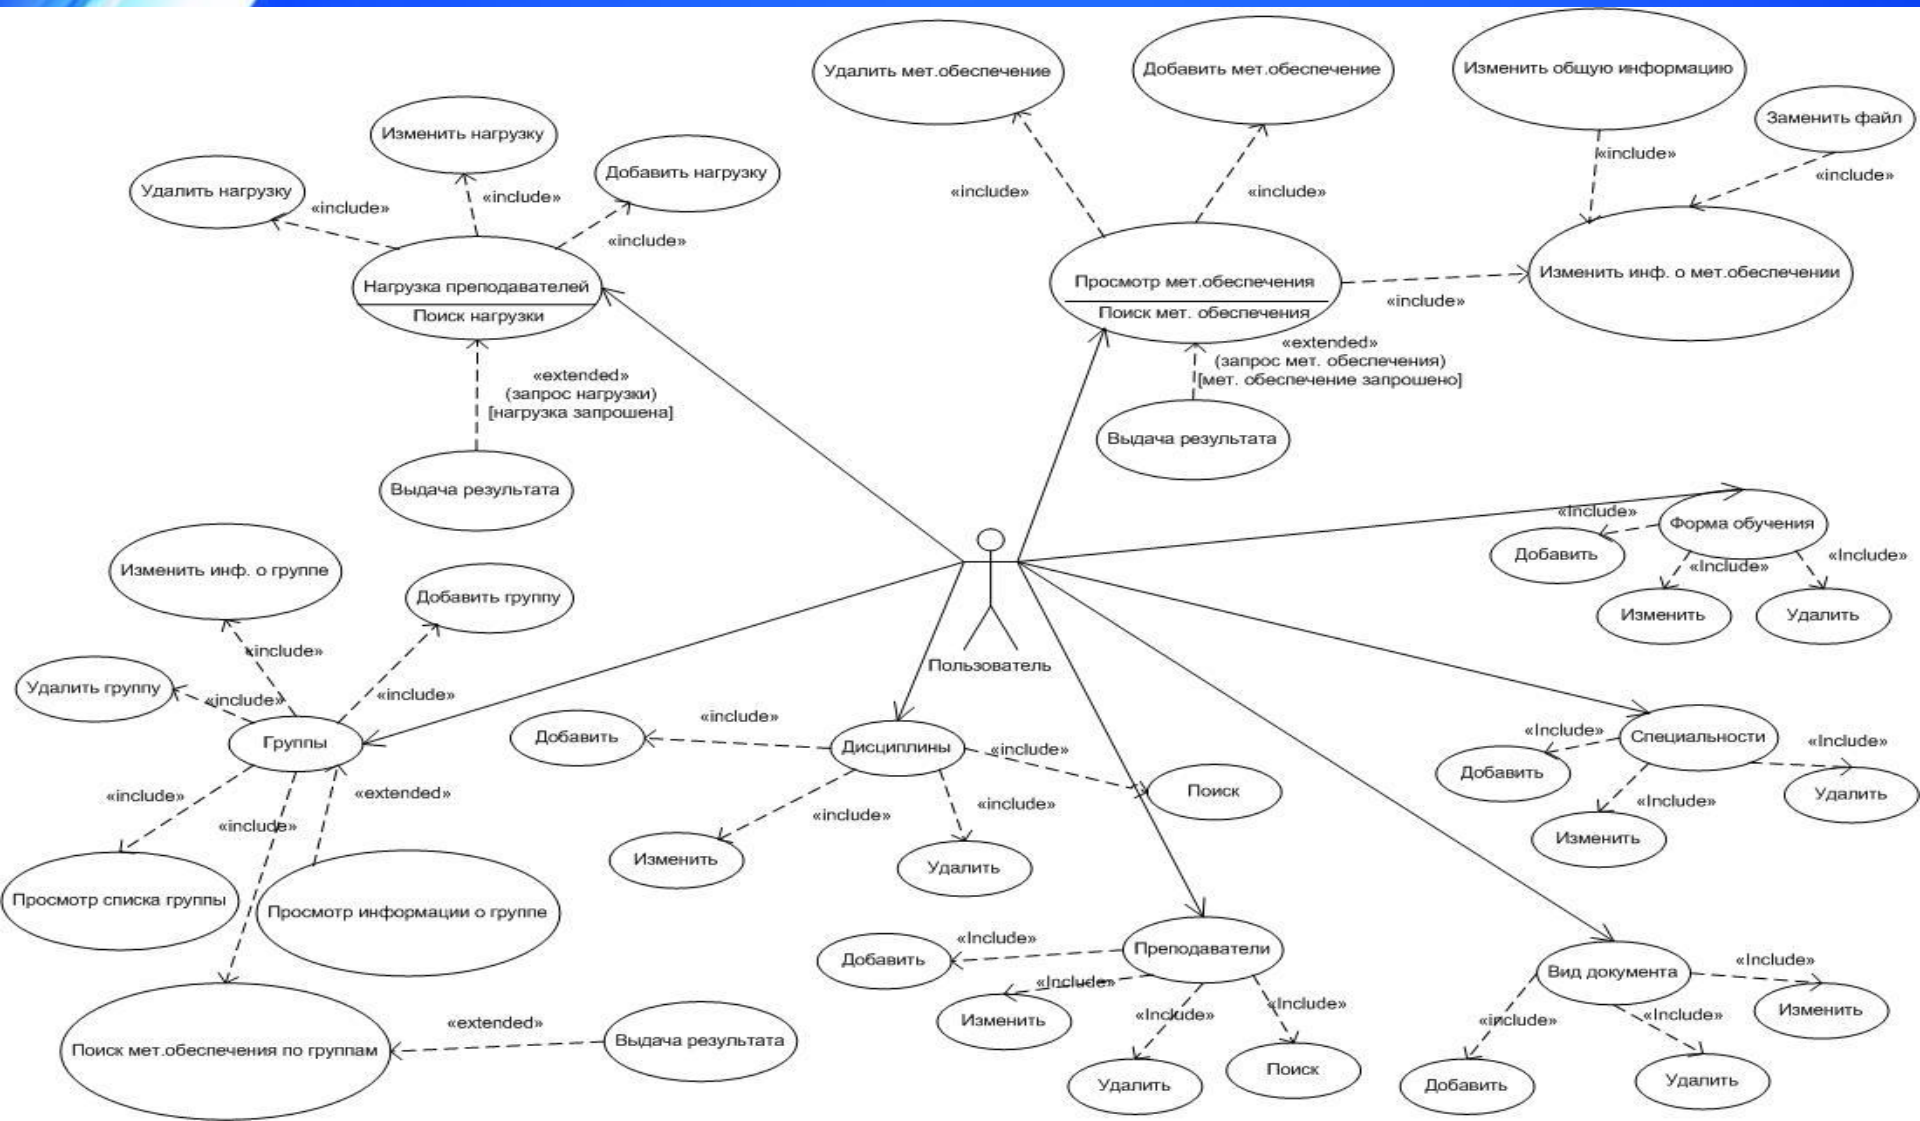 Удалить мет.обеспечение
Добавить мет.обеспечение
Изменить общую информацию
Заменить файл
Изменить нагрузку
Добавить нагрузку
Удалить нагрузку
«include»
«include»
«include»
«include»
«include»
«include»
«include»
Нагрузка преподавателей
Поиск нагрузки
Просмотр мет.обеспечения
Поиск мет. обеспечения
«include»
Изменить инф. о мет.обеспечении
«extended»
(запрос нагрузки)
[нагрузка запрошена]
«extended»
(запрос мет. обеспечения)
[мет. обеспечение запрошено]
Выдача результата
Выдача результата
«Include»
Форма обучения
Добавить
«Include»
«Include»
Изменить
Удалить
Изменить инф. о группе
Добавить группу
«include»
Удалить группу
«include»
«include»
Группы
Пользователь
«include»
«extended»
«include»
Просмотр списка группы
Просмотр информации о группе
Поиск мет.обеспечения по группам
«extended»
Выдача результата
Добавить
«include»
Дисциплины
«include»
Поиск
«include»
«include»
Изменить
Удалить
«Include»
Специальности
«Include»
Добавить
«Include»
Удалить
Изменить
Добавить
«Include»
Преподаватели
«Include»
Изменить
«Include»
«Include»
Удалить
Поиск
Вид документа
«Include»
Изменить
«include»
«Include»
Добавить
Удалить